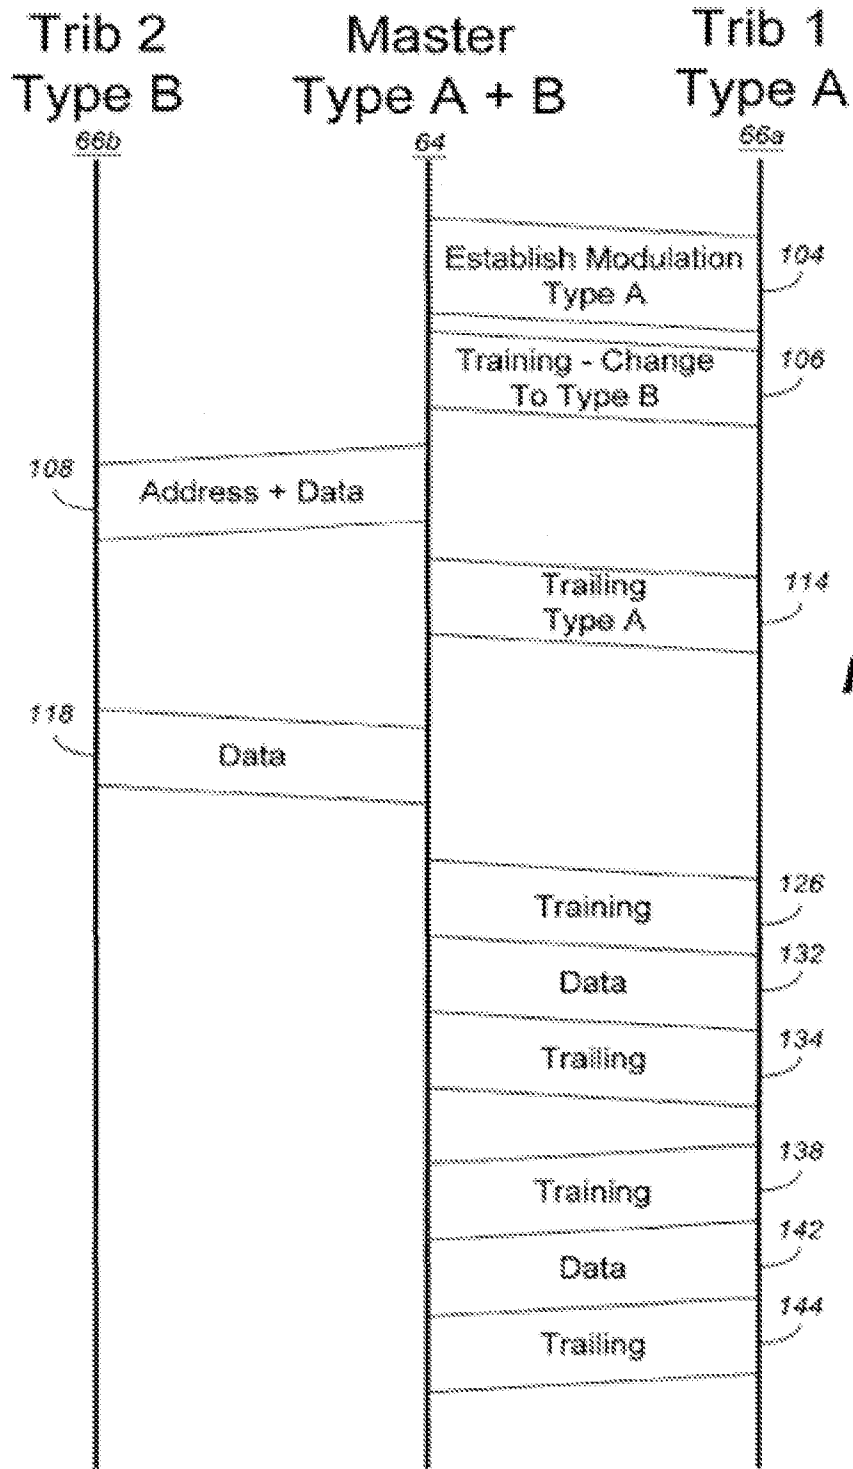 Trib 2
Type B
66b
Master
Type A + B
64
Trib 1
Type A
66a
Establish Modulation
Type A
104
Training - Change
To Type B
106
108
Address + Data
Trailing
Type A
114
118
Data
Training
126
Data
132
Trailing
134
Training
138
Data
142
Trailing
144